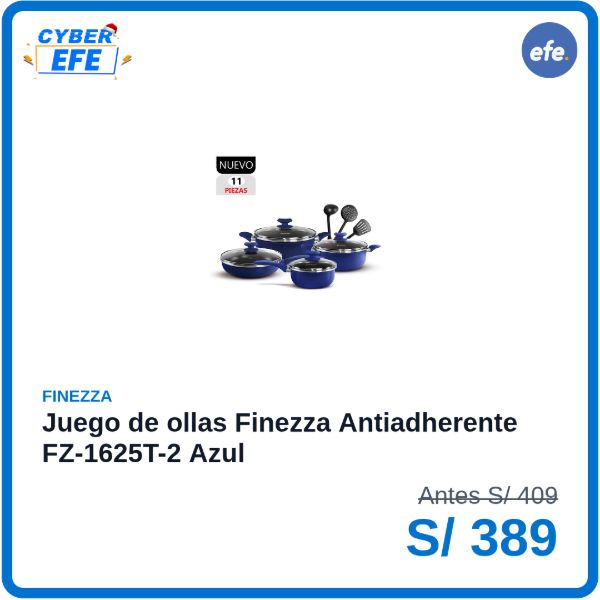 CYBER
EFE
efe.
NUEVO
11
PIEZAS
FINEZZA
Juego de ollas Finezza Antiadherente
FZ-1625T-2 Azul
Antes S/ 409
S/ 389